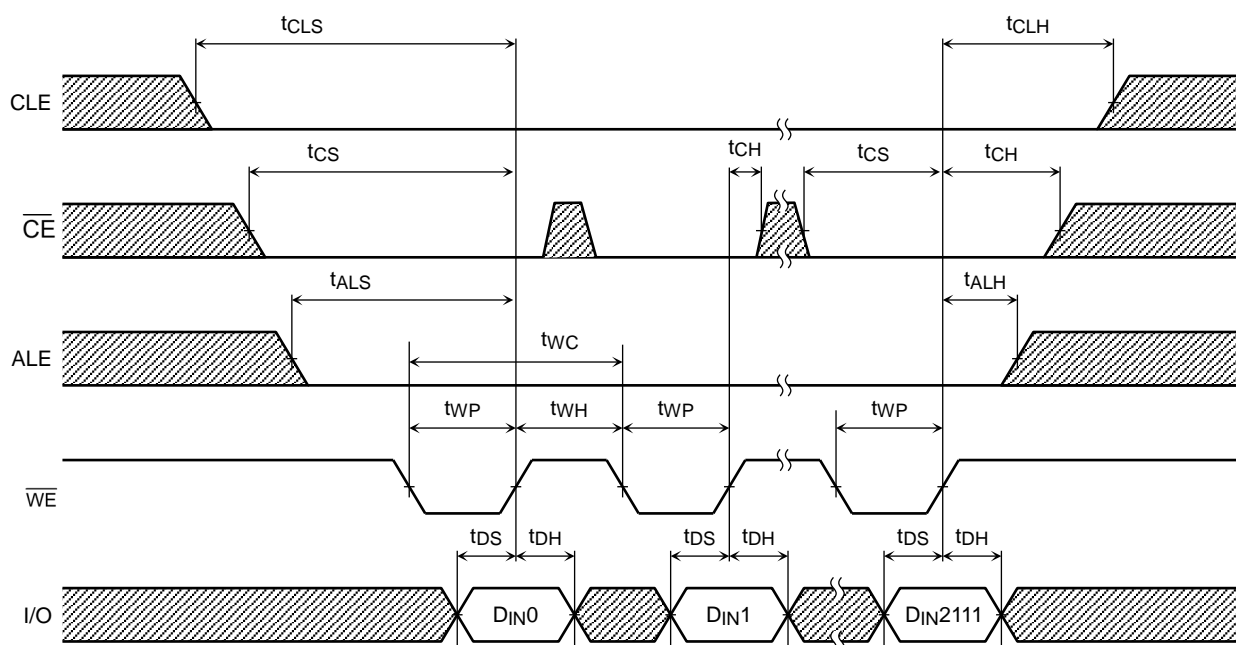 tCLS tCLH
CLE
tCS tCH tCS tCH
CE
tALS tALH
ALE
tWC
tWP tWH tWP tWP
WE
tDS tDH tDS tDH tDS tDH
I/O DIN0 DIN1 DIN2111